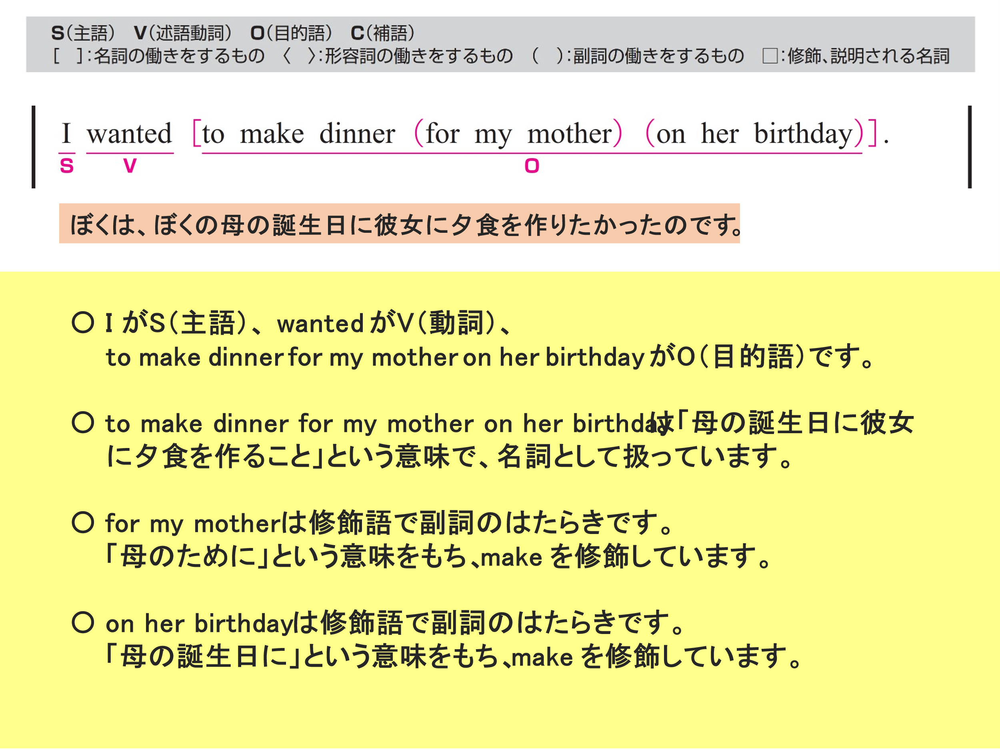 S（主語）　V（述語動詞）　O（目的語）　C（補語）
［　］：名詞の働きをするもの　〈　〉：形容詞の働きをするもの　（　）：副詞の働きをするもの　□：修飾、説明される名詞
I wanted [to make dinner (for my mother) (on her birthday)].
S V O
ぼくは、ぼくの母の誕生日に彼女に夕食を作りたかったのです。
○ I がS（主語）、wanted がV（動詞）、
to make dinner for my mother on her birthday がO（目的語）です。
○ to make dinner for my mother on her birthday は「母の誕生日に彼女
に夕食を作ること」という意味で、名詞として扱っています。
○ for my motherは修飾語で副詞のはたらきです。
「母のために」という意味をもち、make を修飾しています。
○ on her birthdayは修飾語で副詞のはたらきです。
「母の誕生日に」という意味をもち、make を修飾しています。